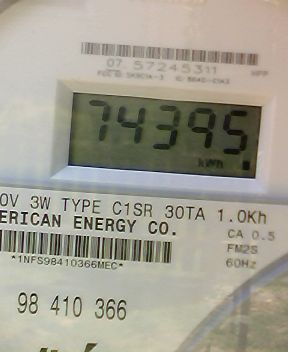 07 57245311 HPP
74395
kWh
0V 3W TYPE C1SR 30TA 1.0Kh
ERICAN ENERGY CO. CA 0.5
FM2S
*1NFS98410366MEC* 60Hz
98 410 366